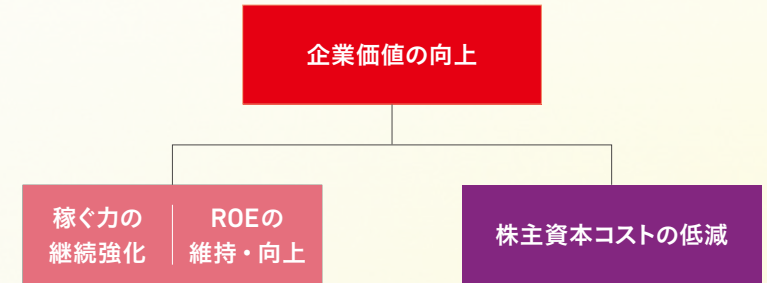 企業価値の向上
稼ぐ力の
継続強化
ROEの
維持・向上
株主資本コストの低減